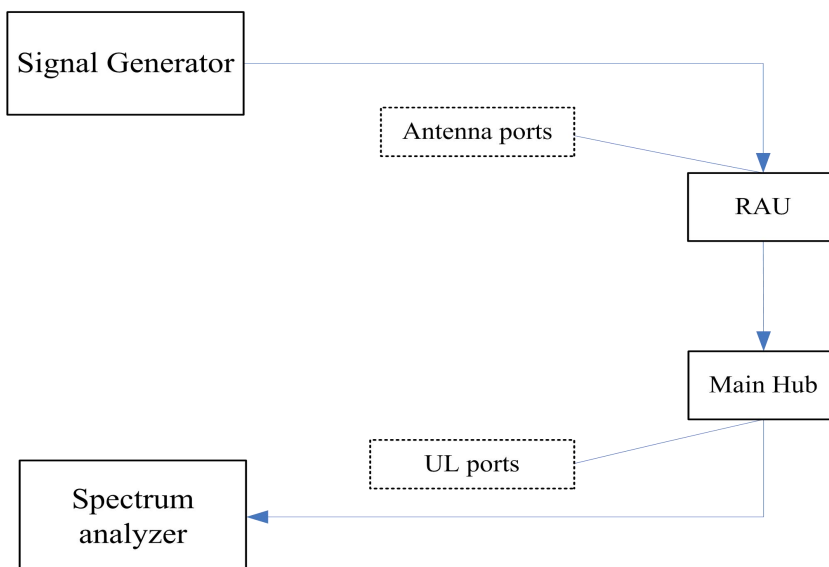 Signal Generator
Antenna ports
RAU
Main Hub
UL ports
Spectrum
analyzer